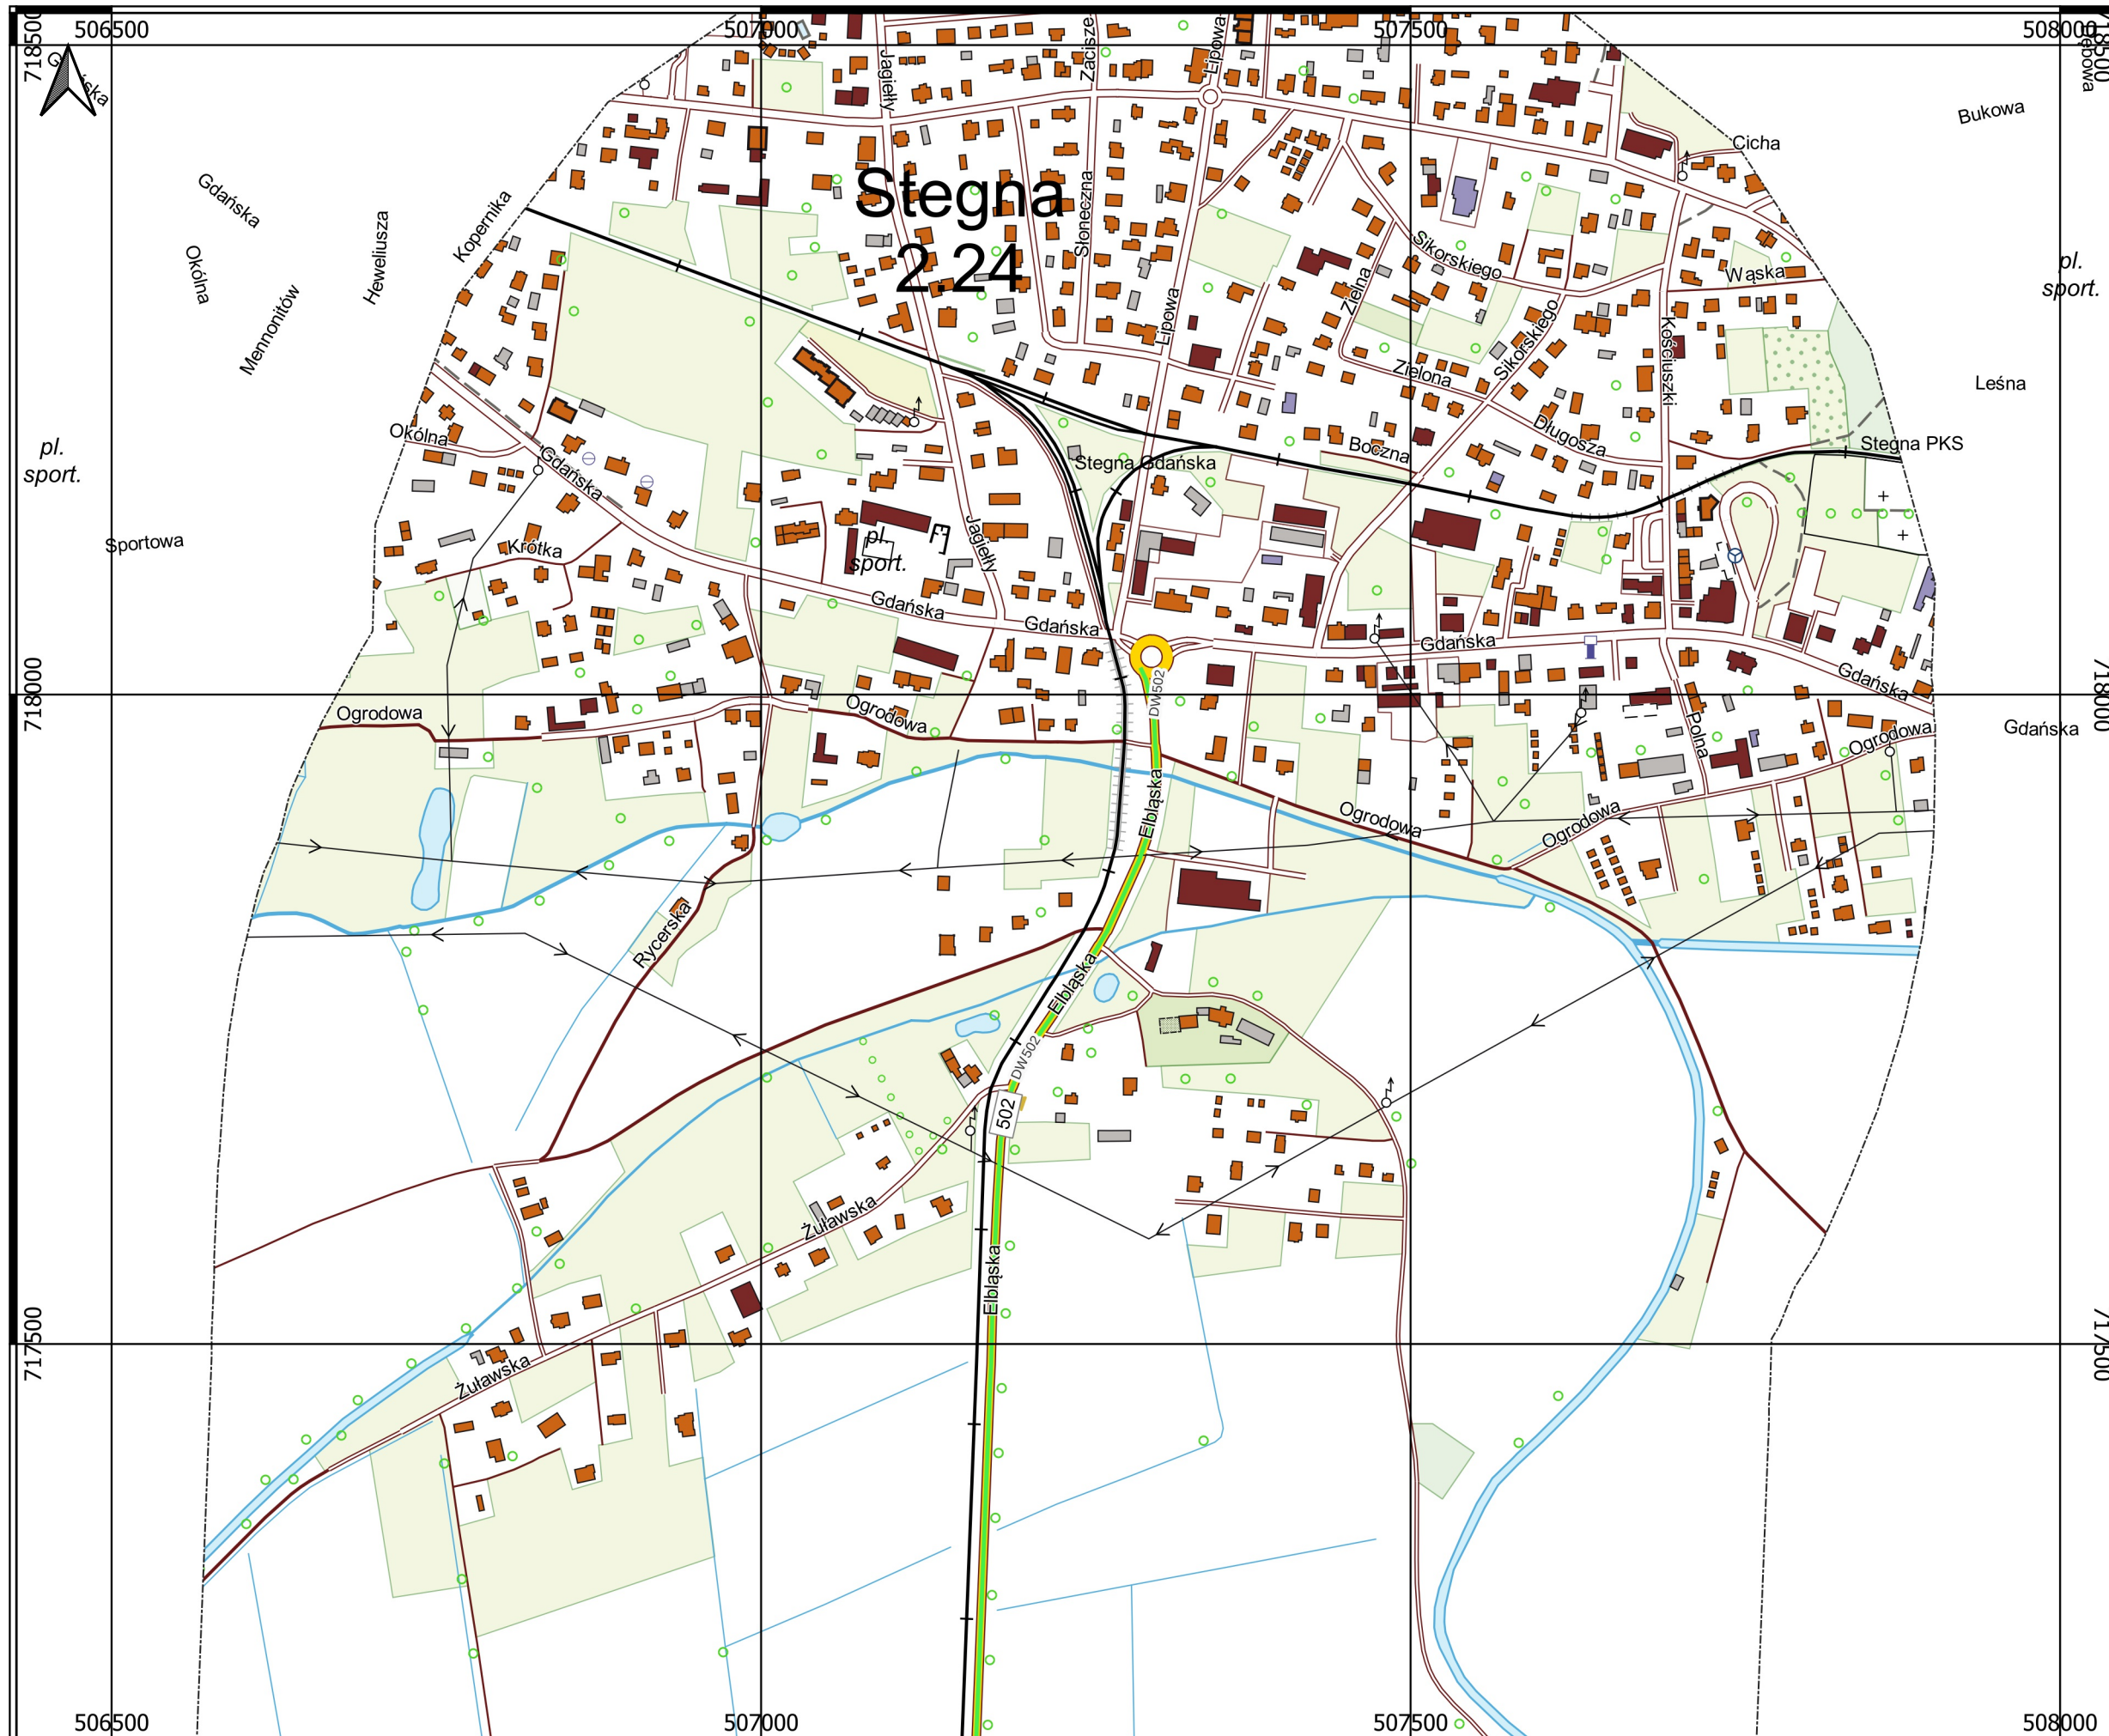 506500
507000
507500
508000
718500
718500
Gdańska
Jagiełły
Zacisze
Lipowa
Dębowa
Bukowa
Cicha
Gdańska
Kopernika
Heweliusza
Okólna
Mennonitów
Stegna
2.24
Słoneczna
Sikorskiego
Zielna
Wąska
pl.
sport.
Lipowa
Sikorskiego
Kościuszki
Zielona
Leśna
Okólna
Gdańska
Długosza
Boczna
Stegna PKS
Stegna Gdańska
pl.
sport.
Sportowa
Krótka
Jagiełły
pl.
sport.
Gdańska
Gdańska
Gdańska
Gdańska
718000
718000
DW502
Ogrodowa
Ogrodowa
Polna
Ogrodowa
Gdańska
Elbląska
Ogrodowa
Ogrodowa
Rycerska
Elbląska
DW502
502
Żuławska
Elbląska
717500
717500
Żuławska
506500
507000
507500
508000